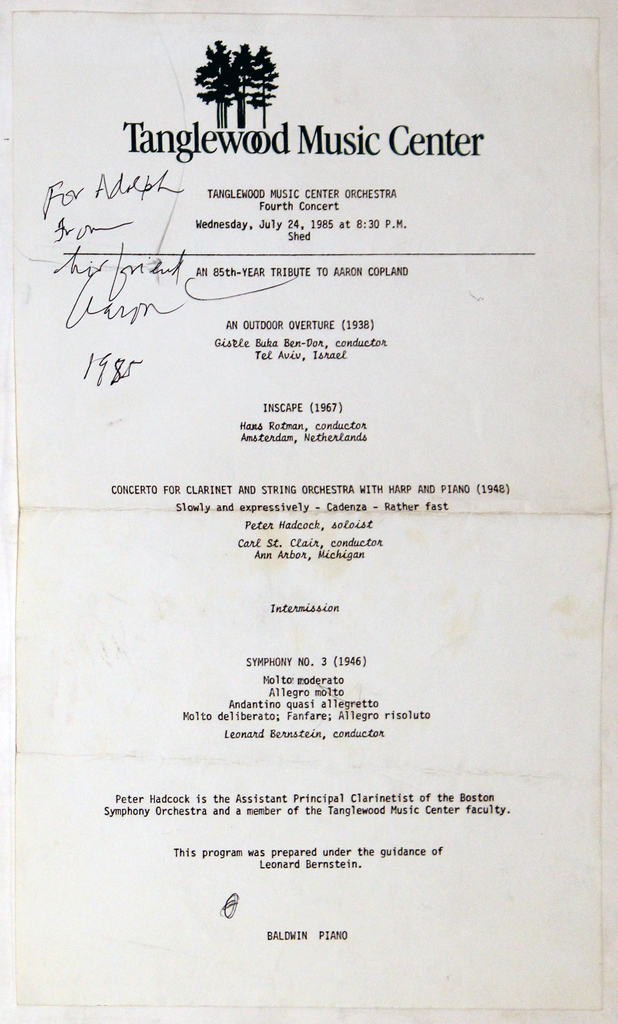 Tanglewood Music Center
For Adolph
from
his friend
Aaron
1985
TANGLEWOOD MUSIC CENTER ORCHESTRA
Fourth Concert
Wednesday, July 24, 1985 at 8:30 P.M.
Shed
AN 85th-YEAR TRIBUTE TO AARON COPLAND
AN OUTDOOR OVERTURE (1938)
Gisèle Buka Ben-Dor, conductor
Tel Aviv, Israel
INSCAPE (1967)
Hans Rotman, conductor
Amsterdam, Netherlands
CONCERTO FOR CLARINET AND STRING ORCHESTRA WITH HARP AND PIANO (1948)
Slowly and expressively - Cadenza - Rather fast
Peter Hadcock, soloist
Carl St. Clair, conductor
Ann Arbor, Michigan
Intermission
SYMPHONY NO. 3 (1946)
Molto moderato
Allegro molto
Andantino quasi allegretto
Molto deliberato; Fanfare; Allegro risoluto
Leonard Bernstein, conductor
Peter Hadcock is the Assistant Principal Clarinetist of the Boston
Symphony Orchestra and a member of the Tanglewood Music Center faculty.
This program was prepared under the guidance of
Leonard Bernstein.
BALDWIN PIANO